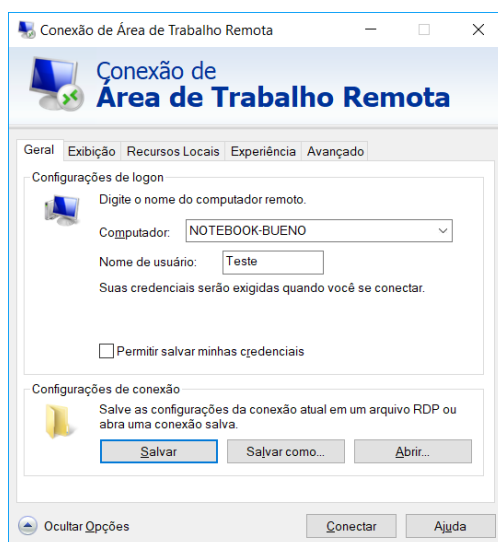 Conexão de Área de Trabalho Remota
Conexão de
Área de Trabalho Remota
Geral Exibição Recursos Locais Experiência Avançado
Configurações de logon
Digite o nome do computador remoto.
Computador: NOTEBOOK-BUENO
Nome de usuário: Teste
Suas credenciais serão exigidas quando você se conectar.
Permitir salvar minhas credenciais
Configurações de conexão
Salve as configurações da conexão atual em um arquivo RDP ou
abra uma conexão salva.
Salvar Salvar como... Abrir...
Ocultar Opções Conectar Ajuda